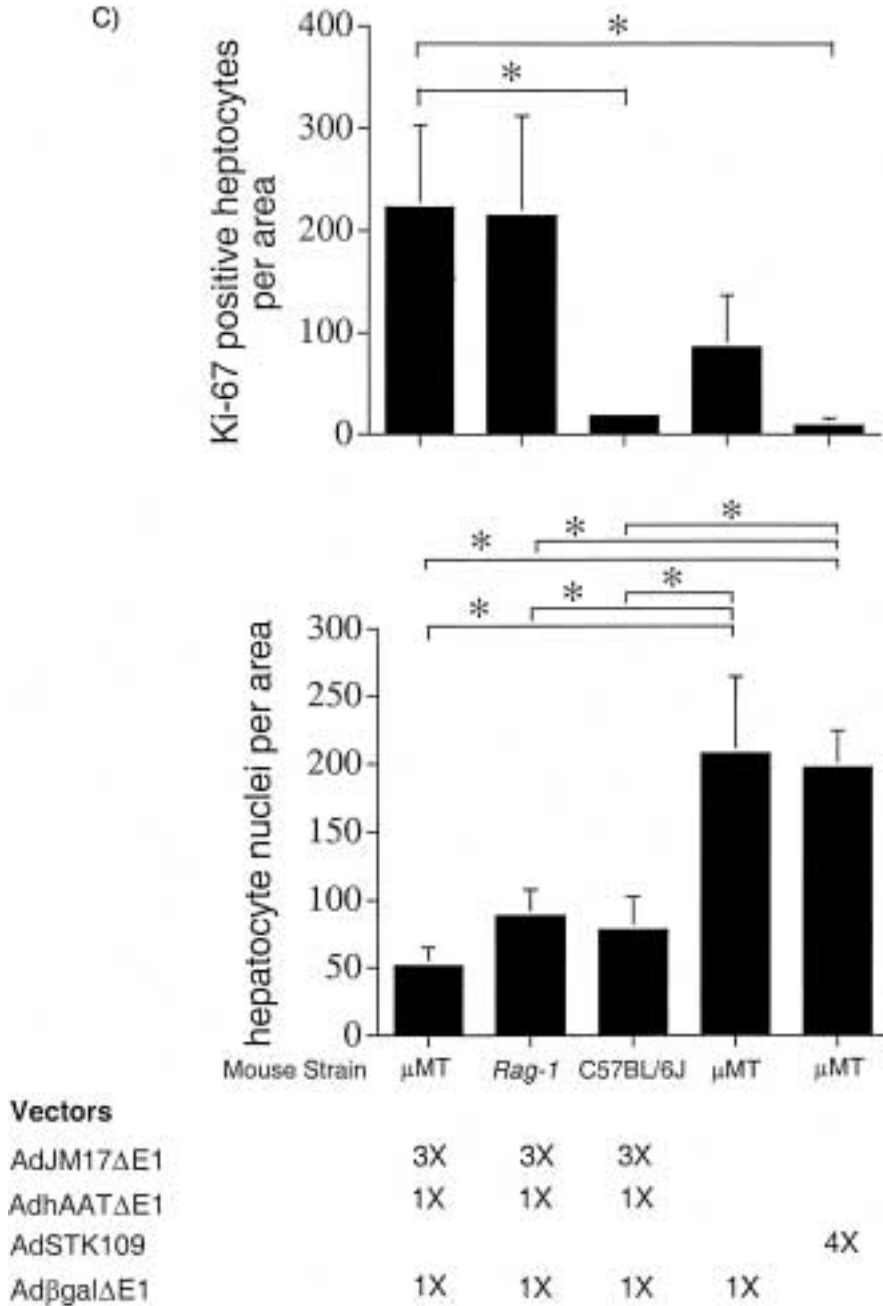 C)
Ki-67 positive heptocytes
per area
400
300
200
100
0
*
*
hepatocyte nuclei per area
300
250
200
150
100
50
0
*
*
*
*
*
*
Mouse Strain μMT Rag-1 C57BL/6J μMT μMT
Vectors
AdJM17ΔE1 3X 3X 3X
AdhAATΔE1 1X 1X 1X
AdSTK109 4X
AdβgalΔE1 1X 1X 1X 1X